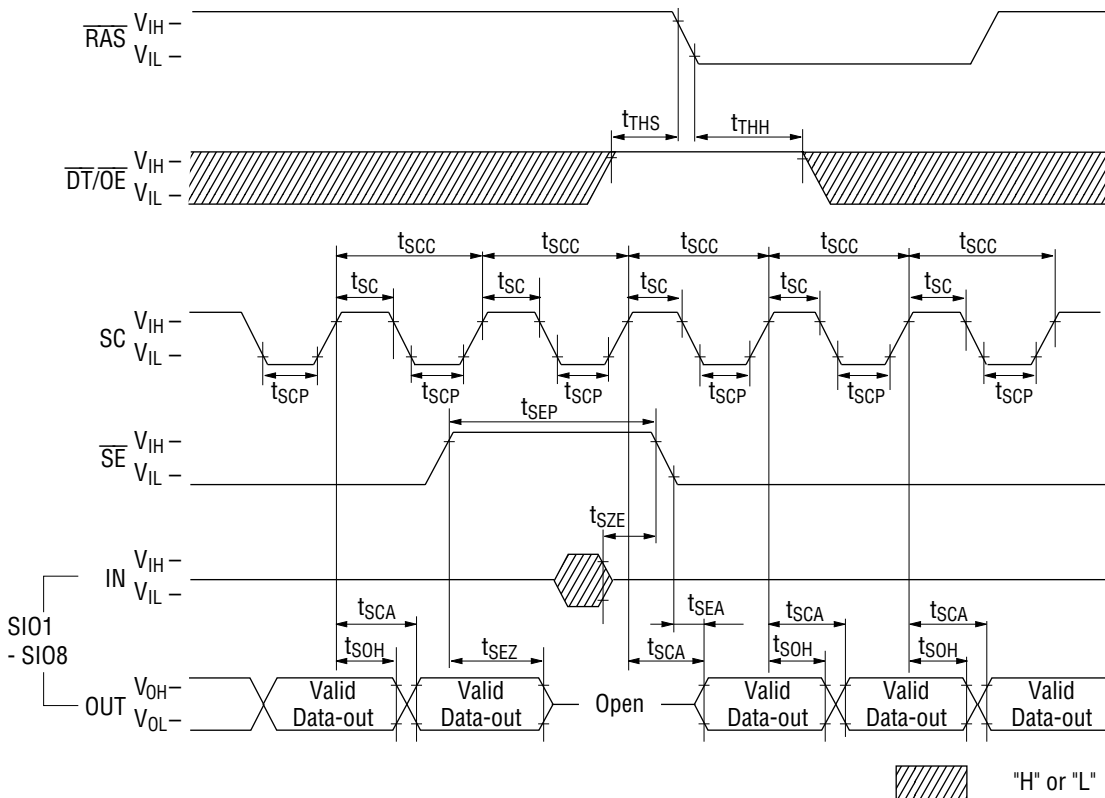 RAS
VIH
VIL
tTHS
tTHH
DT/OE
VIH
VIL
tSCC tSCC tSCC tSCC tSCC
tSC tSC tSC tSC tSC
SC
VIH
VIL
tSCP tSCP tSCP tSCP tSCP tSCP
tSEP
SE
VIH
VIL
tSZE
IN
VIH
VIL
tSEA
tSCA tSCA tSCA
SIO1
- SIO8
tSOH tSEZ tSCA tSOH tSOH
OUT
VOH
VOL
Valid Data-out
Valid Data-out
Open
Valid Data-out
Valid Data-out
Valid Data-out
"H" or "L"